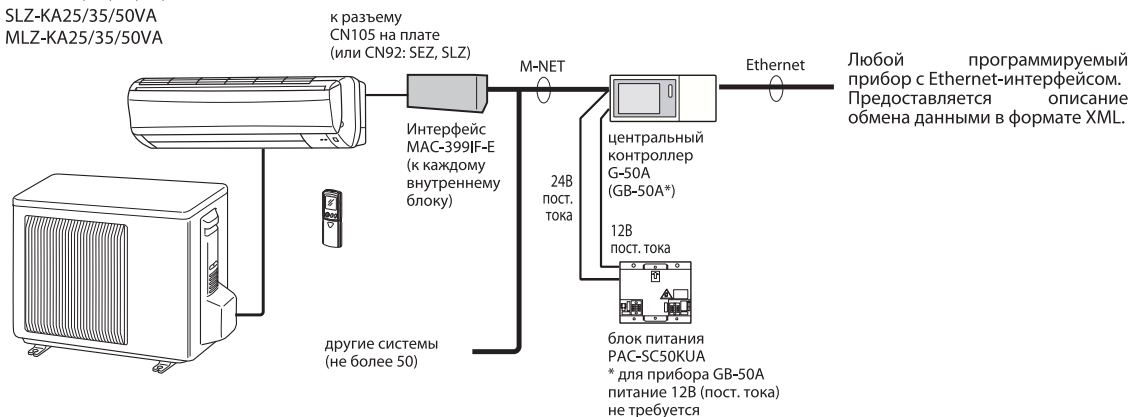 SLZ-KA25/35/50VA
MLZ-KA25/35/50VA
к разъему
CN105 на плате
(или CN92: SEZ, SLZ)
M-NET
Ethernet
Любой программируемый
прибор с Ethernet-интерфейсом.
Предоставляется описание
обмена данными в формате XML.
Интерфейс
MAC-399IF-E
(к каждому
внутреннему
блоку)
центральный
контроллер
G-50A
(GB-50A*)
24В
пост.
тока
12В
пост. тока
другие системы
(не более 50)
блок питания
PAC-SC50KUA
* для прибора GB-50A
питание 12В (пост. тока)
не требуется